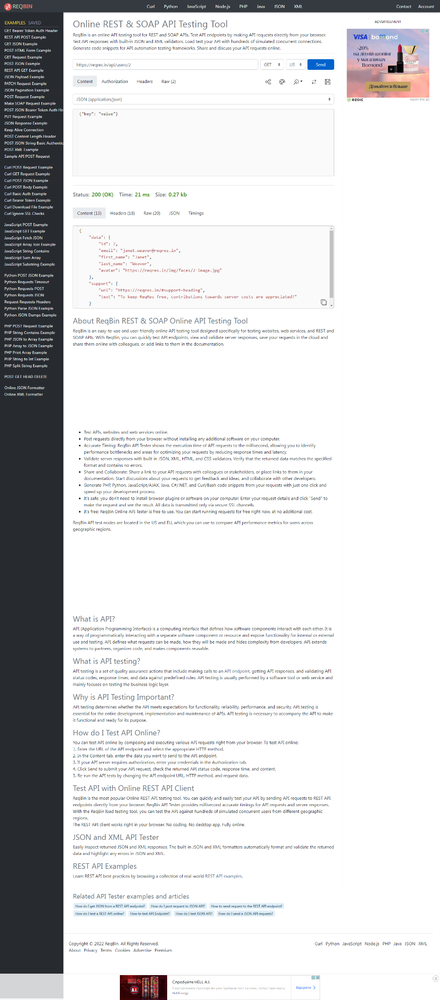 REQBIN
Curl Python JavaScript Node.js PHP Java JSON XML
Contact Account
EXAMPLES SAVED
GET Bearer Token Auth Header
REST API POST Example
GET JSON Example
POST HTML Form Example
GET Request Example
POST JSON Example
REST API GET Example
JSON Payload Example
PATCH Request Example
JSON Pagination Example
POST Request Example
Make SOAP Request Example
POST JSON Bearer Token Auth He
PUT Request Example
JSON Response Example
Keep Alive Connection
POST Content Length Header
POST JSON String Basic Authentic
POST XML Example
Sample API POST Request
Curl POST Request Example
Curl GET Request Example
Curl POST JSON Example
Curl POST Body Example
Curl Basic Auth Example
Curl Bearer Token Example
Curl Download File Example
Curl Ignore SSL Checks
JavaScript POST Example
JavaScript GET Example
JavaScript Fetch JSON
JavaScript Array Join Example
JavaScript String Contains
JavaScript Sum Array
JavaScript Substring Example
Python POST JSON Example
Python Requests Timeout
Python Requests POST
Python Requests JSON
Request Requests Headers
Python Parse JSON Example
Python JSON Dumps Example
PHP POST Request Example
PHP String Contains Example
PHP JSON to Array Example
PHP Array to JSON Example
PHP Print Array Example
PHP String to Int Example
PHP Split String Example
POST GET HEAD DELETE
Online JSON Formatter
Online XML Formatter
Online REST & SOAP API Testing Tool
ReqBin is an online API testing tool for REST and SOAP APIs. Test API endpoints by making API requests directly from your browser.
Test API responses with built-in JSON and XML validators. Load test your API with hundreds of simulated concurrent connections.
Generate code snippets for API automation testing frameworks. Share and discuss your API requests online.
https://reqres.in/api/users/2 GET US Send
Content Authorization Headers Raw (2)
JSON (application/json)
{"key": "value"}
Status: 200 (OK) Time: 21 ms Size: 0.27 kb
Content (13) Headers (18) Raw (20) JSON Timings
{
"data": {
"id": 2,
"email": "janet.weaver@reqres.in",
"first_name": "Janet",
"last_name": "Weaver",
"avatar": "https://reqres.in/img/faces/2-image.jpg"
},
"support": {
"url": "https://reqres.in/#support-heading",
"text": "To keep ReqRes free, contributions towards server costs are appreciated!"
}
About ReqBin REST & SOAP Online API Testing Tool
ReqBin is an easy-to-use and user-friendly online API testing tool designed specifically for testing websites, web services, and REST and
SOAP APIs. With ReqBin, you can quickly test API endpoints, view and validate server responses, save your requests in the cloud and
share them online with colleagues, or add links to them in the documentation.
• Test APIs, websites and web services online.
• Post requests directly from your browser without installing any additional software on your computer.
• Accurate Timing: ReqBin API Tester shows the execution time of API requests to the millisecond, allowing you to identify
performance bottlenecks and areas for optimizing your requests by reducing response times and latency.
• Validate server responses with built-in JSON, XML, HTML, and CSS validators. Verify that the returned data matches the specified
format and contains no errors.
• Share and Collaborate: Share a link to your API requests with colleagues or stakeholders, or place links to them in your
documentation. Start discussions about your requests to get feedback and ideas, and collaborate with other developers.
• Generate PHP, Python, JavaScript/AJAX, Java, C#/.NET, and Curl/Bash code snippets from your requests with just one click and
speed up your development process.
• It's safe: you don't need to install browser plugins or software on your computer. Enter your request details and click "Send" to
make the request and see the result. All data is transmitted only via secure SSL channels.
• It's free: ReqBin Online API Tester is free to use. You can start running requests for free right now, at no additional cost.
ReqBin API test nodes are located in the US and EU, which you can use to compare API performance metrics for users across
geographic regions.
What is API?
API (Application Programming Interface) is a computing interface that defines how software components interact with each other. It is
a way of programmatically interacting with a separate software component or resource and expose functionality for internal or external
use and testing. API defines what requests can be made, how they will be made and hides complexity from developers. API extends
systems to partners, organizes code, and makes components reusable.
What is API testing?
API testing is a set of quality assurance actions that include making calls to an API endpoint, getting API responses, and validating API
status codes, response times, and data against predefined rules. API testing is usually performed by a software tool or web service and
mainly focuses on testing the business logic layer.
Why is API Testing Important?
API testing determines whether the API meets expectations for functionality, reliability, performance, and security. API testing is
essential for the entire development, implementation and maintenance of APIs. API testing is necessary to accompany the API to make
it functional and ready for its purpose.
How do I Test API Online?
You can test API online by composing and executing various API requests right from your browser. To test API online:
1. Enter the URL of the API endpoint and select the appropriate HTTP method.
2. In the Content tab, enter the data you want to send to the API endpoint.
3. If your API server requires authorization, enter your credentials in the Authorization tab.
4. Click Send to submit your API request, check the returned API status code, response time, and content.
5. Re-run the API tests by changing the API endpoint URL, HTTP method, and request data.
Test API with Online REST API Client
ReqBin is the most popular Online REST API testing tool. You can quickly and easily test your API by sending API requests to REST API
endpoints directly from your browser. ReqBin API Tester provides millisecond accurate timings for API requests and server responses.
With the ReqBin load testing tool, you can test the API against hundreds of simulated concurrent users from different geographic
regions.
The REST API client works right in your browser. No coding. No desktop app. Fully online.
JSON and XML API Tester
Easily inspect returned JSON and XML responses. The built-in JSON and XML formatters automatically format and validate the returned
data and highlight any errors in JSON and XML.
REST API Examples
Learn REST API best practices by browsing a collection of real-world REST API examples.
Related API Tester examples and articles
How do I get JSON from a REST API endpoint? How do I post request to JSON API? How to send request to the REST API endpoint?
How do I test a REST API online? How to test API Endpoint? How do I test JSON API? How do I send a JSON API requests?
ADVERTISEMENT
VISA bomond
-20%
на літній шопінг
у магазинах
Bomond
Дізнайтеся більше
ezoic report this ad
Copyright © 2022 ReqBin. All Rights Reserved.
About Privacy Terms Cookies Advertise Premium
Curl Python JavaScript Node.js PHP Java JSON XML
HELL
A.I.
Спробуйте HELL A.I.
У віртуальному просторі він уже пройшов тест на смак, тепер твоя черга.
Hell Energy
Відкрити